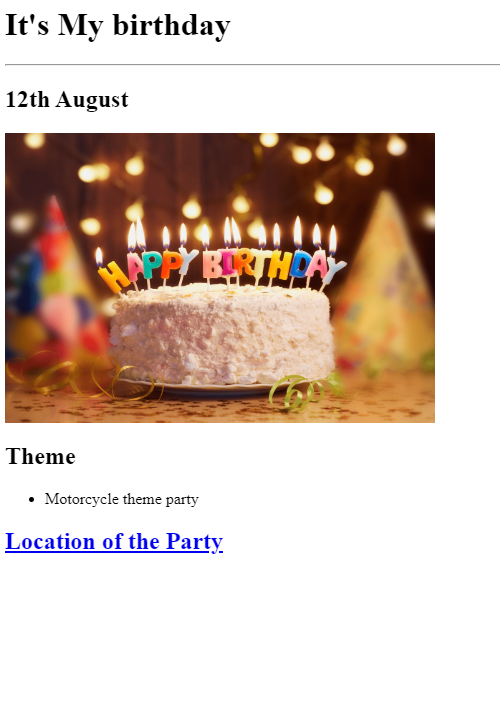 It's My birthday
12th August
HAPPY BIRTHDAY
Theme
Motorcycle theme party
Location of the Party